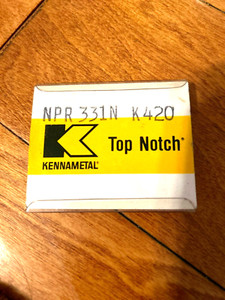 NPR 331N K420
Top Notch®
KENNAMETAL®